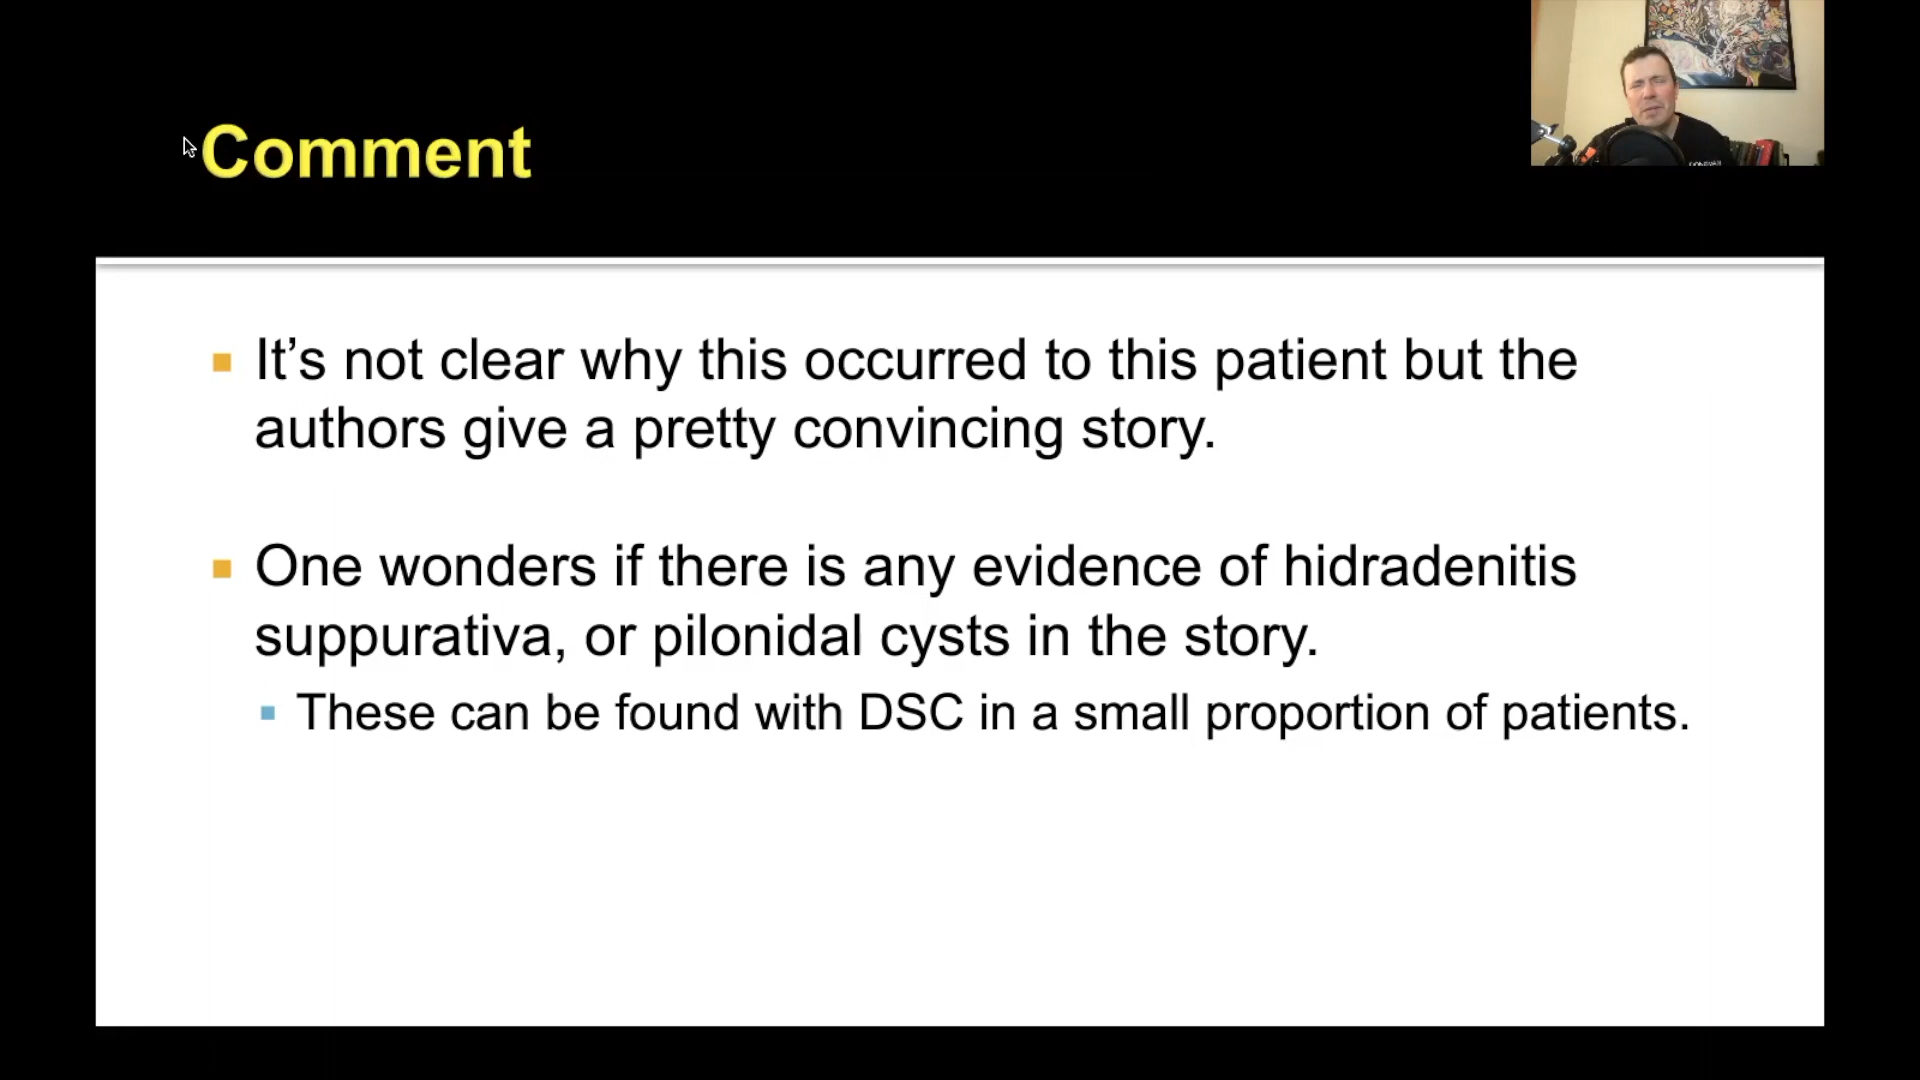 Comment
It’s not clear why this occurred to this patient but the
authors give a pretty convincing story.
One wonders if there is any evidence of hidradenitis
suppurativa, or pilonidal cysts in the story.
These can be found with DSC in a small proportion of patients.